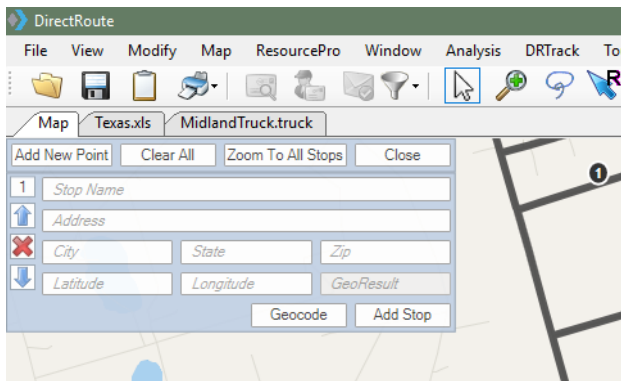 DirectRoute
File View Modify Map ResourcePro Window Analysis DRTrack
R
Map Texas.xls MidlandTruck.truck
Add New Point Clear All Zoom To All Stops Close
1 Stop Name
1
Address
City State Zip
Latitude Longitude GeoResult
Geocode Add Stop